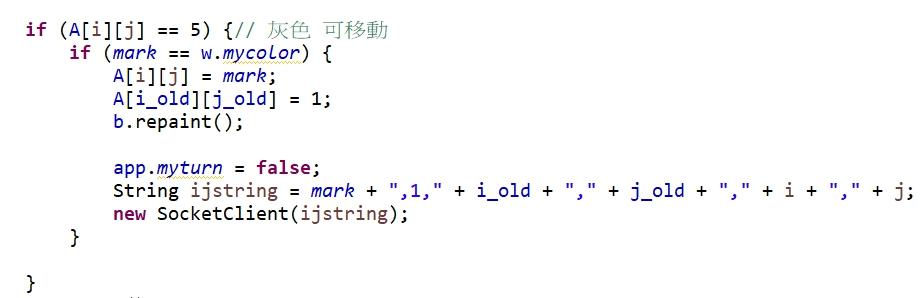 if (A[i][j] == 5) {// 灰色 可移動
if (mark == w.mycolor) {
A[i][j] = mark;
A[i_old][j_old] = 1;
b.repaint();
app.myturn = false;
String ijstring = mark + ",1," + i_old + "," + j_old + "," + i + "," + j;
new SocketClient(ijstring);
}
}